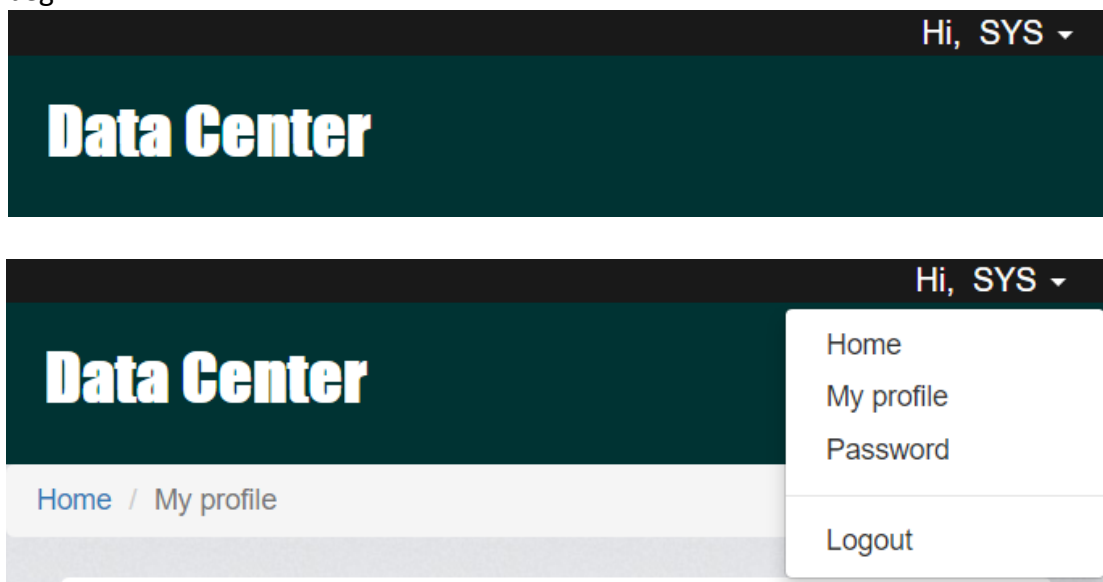 Hi, SYS
Data Center
Hi, SYS
Data Center
Home
My profile
Password
Home / My profile
Logout